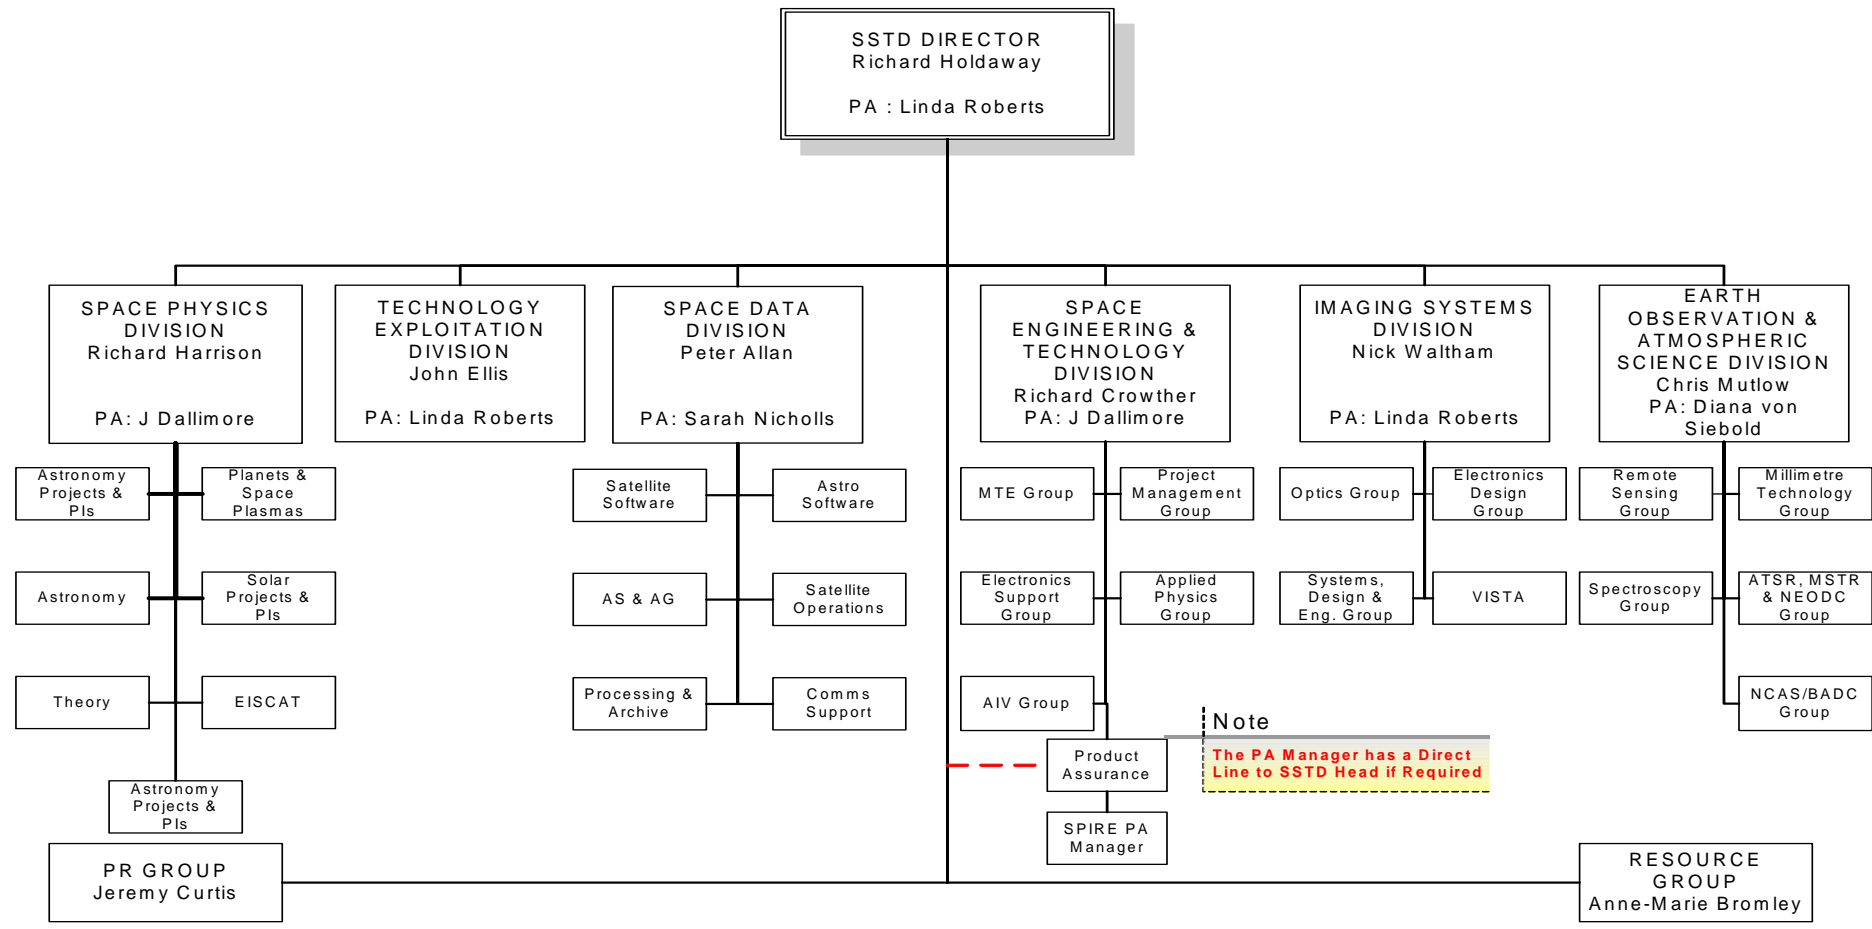 SSTD DIRECTOR
Richard Holdaway
PA : Linda Roberts
SPACE PHYSICS
DIVISION
Richard Harrison
PA: J Dallimore
TECHNOLOGY
EXPLOITATION
DIVISION
John Ellis
PA: Linda Roberts
SPACE DATA
DIVISION
Peter Allan
PA: Sarah Nicholls
SPACE
ENGINEERING &
TECHNOLOGY
DIVISION
Richard Crowther
PA: J Dallimore
IMAGING SYSTEMS
DIVISION
Nick Waltham
PA: Linda Roberts
EARTH
OBSERVATION &
ATMOSPHERIC
SCIENCE DIVISION
Chris Mutlow
PA: Diana von
Siebold
Astronomy
Projects &
PIs
Planets &
Space
Plasmas
Satellite
Software
Astro
Software
MTE Group
Project
Management
Group
Optics Group
Electronics
Design
Group
Remote
Sensing
Group
Millimetre
Technology
Group
Astronomy
Solar
Projects &
PIs
AS & AG
Satellite
Operations
Electronics
Support
Group
Applied
Physics
Group
Systems,
Design &
Eng. Group
VISTA
Spectroscopy
Group
ATSR, MSTR
& NEODC
Group
Theory
EISCAT
Processing &
Archive
Comms
Support
AIV Group
NCAS/BADC
Group
Note
The PA Manager has a Direct
Line to SSTD Head if Required
Product
Assurance
Astronomy
Projects &
PIs
SPIRE PA
Manager
PR GROUP
Jeremy Curtis
RESOURCE
GROUP
Anne-Marie Bromley